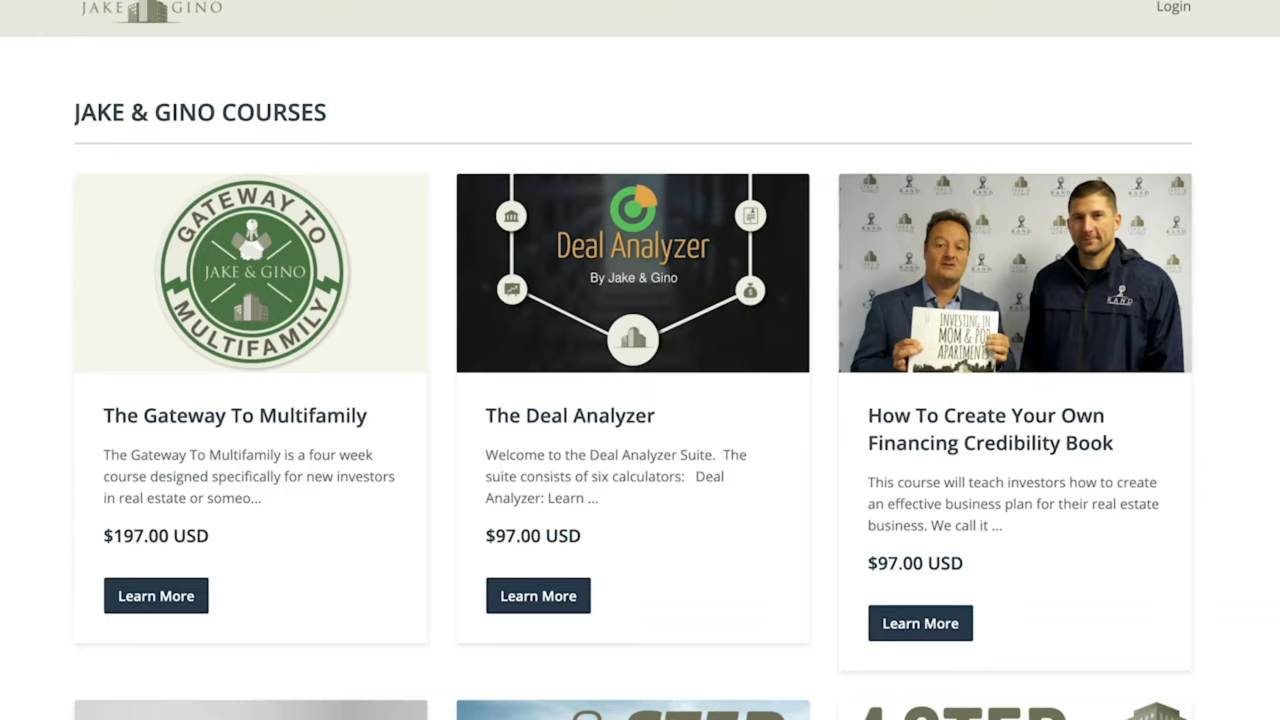 JAKE GINO
Login
JAKE & GINO COURSES
GATEWAY TO
JAKE & GINO
MULTIFAMILY
Deal Analyzer
By Jake & Gino
RAND
INVESTING IN
MOM & POP
APARTMENTS
The Gateway To Multifamily
The Gateway To Multifamily is a four week
course designed specifically for new investors
in real estate or someo...
$197.00 USD
Learn More
The Deal Analyzer
Welcome to the Deal Analyzer Suite. The
suite consists of six calculators: Deal
Analyzer: Learn ...
$97.00 USD
Learn More
How To Create Your Own
Financing Credibility Book
This course will teach investors how to create
an effective business plan for their real estate
business. We call it ...
$97.00 USD
Learn More
4 STEP